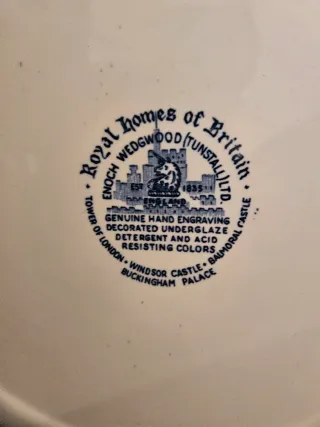 • Royal Homes of Britain •
ENOCH WEDGWOOD (TUNSTALL) LTD.
EST 1835
ENGLAND
GENUINE HAND ENGRAVING
DECORATED UNDERGLAZE
DETERGENT AND ACID
RESISTING COLORS
TOWER OF LONDON • WINDSOR CASTLE • BALMORAL CASTLE
BUCKINGHAM PALACE